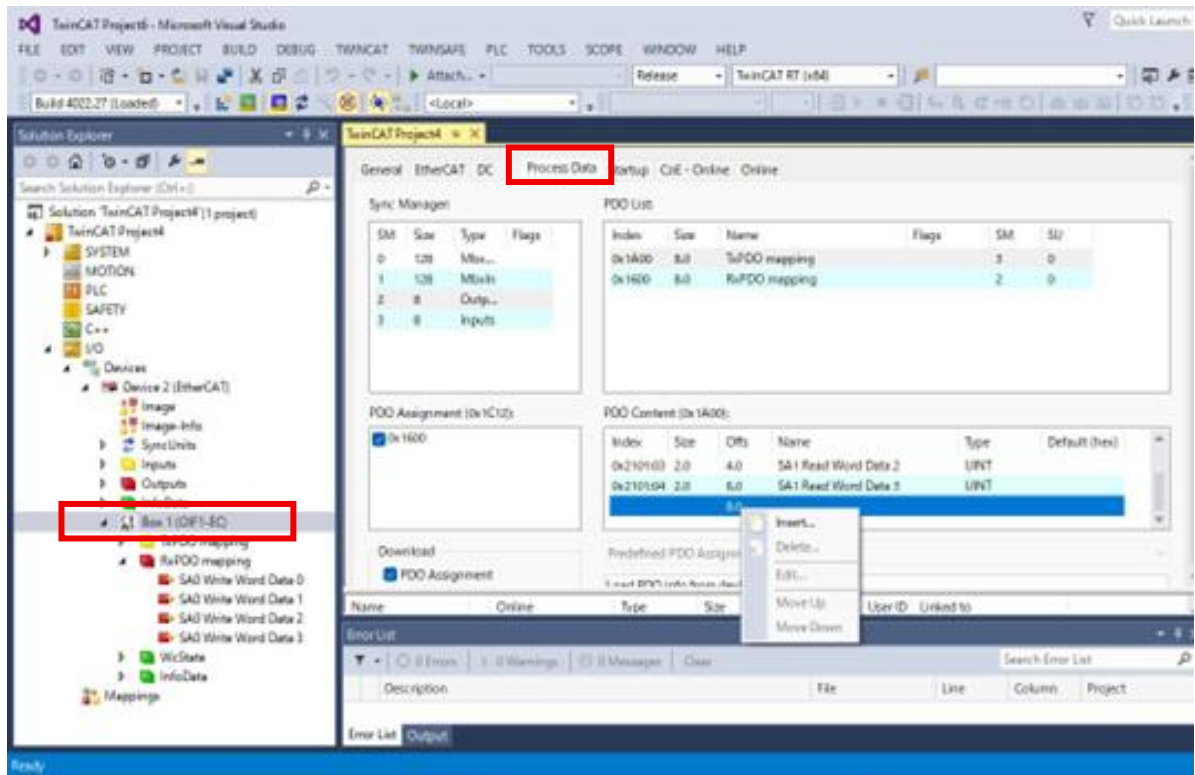 TwinCAT Project6 - Microsoft Visual Studio
Quick Launch
FILE EDIT VIEW PROJECT BUILD DEBUG TWINCAT TWINSAFE PLC TOOLS SCOPE WINDOW HELP
Attach...
Release
TwinCAT RT (x64)
Build 4022.27 (Loaded)
<Local>
Solution Explorer
TwinCAT Project4
Search Solution Explorer (Ctrl+;)
Solution 'TwinCAT Project4' (1 project)
TwinCAT Project4
SYSTEM
MOTION
PLC
SAFETY
C++
I/O
Devices
Device 2 (EtherCAT)
Image
Image-Info
SyncUnits
Inputs
Outputs
InfoData
Box 1 (OIF1-EC)
TxPDO mapping
RxPDO mapping
SA0 Write Word Data 0
SA0 Write Word Data 1
SA0 Write Word Data 2
SA0 Write Word Data 3
WcState
InfoData
Mappings
General EtherCAT DC Process Data Startup CoE - Online Online
Sync Manager:
SM Size Type Flags
0 128 Mbx...
1 128 MbxIn
2 8 Outp...
3 8 Inputs
PDO List:
Index Size Name Flags SM SU
0x1A00 8.0 TxPDO mapping 3 0
0x1600 8.0 RxPDO mapping 2 0
PDO Assignment (0x1C12):
0x1600
PDO Content (0x1A00):
Index Size Offs Name Type Default (hex)
0x2101:03 2.0 4.0 SA1 Read Word Data 2 UINT
0x2101:04 2.0 6.0 SA1 Read Word Data 3 UINT
8.0
Insert...
Delete...
Edit...
Move Up
Move Down
Download
PDO Assignment
Predefined PDO Assign
Load PDO info from
Name Online Type Size User ID Linked to
Error List
0 Errors 0 Warnings 0 Messages Clear
Search Error List
Description File Line Column Project
Error List Output
Ready